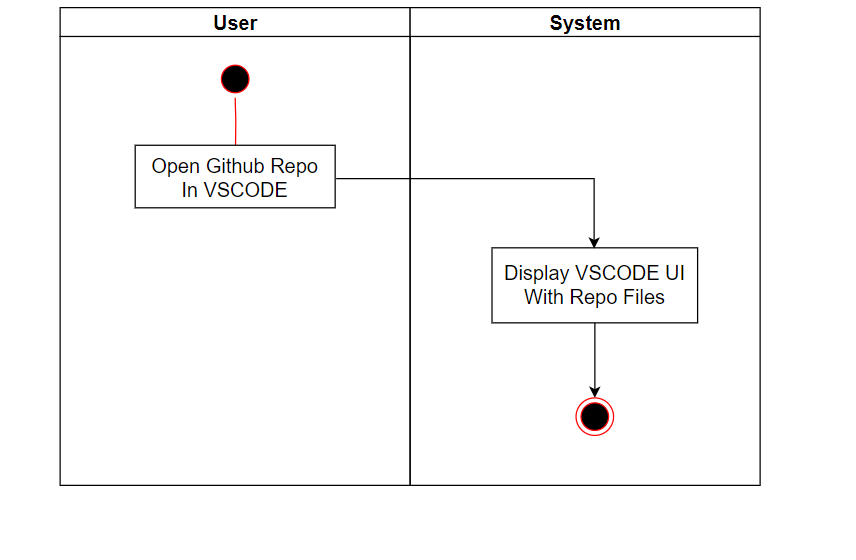 User
System
Open Github Repo
In VSCODE
Display VSCODE UI
With Repo Files